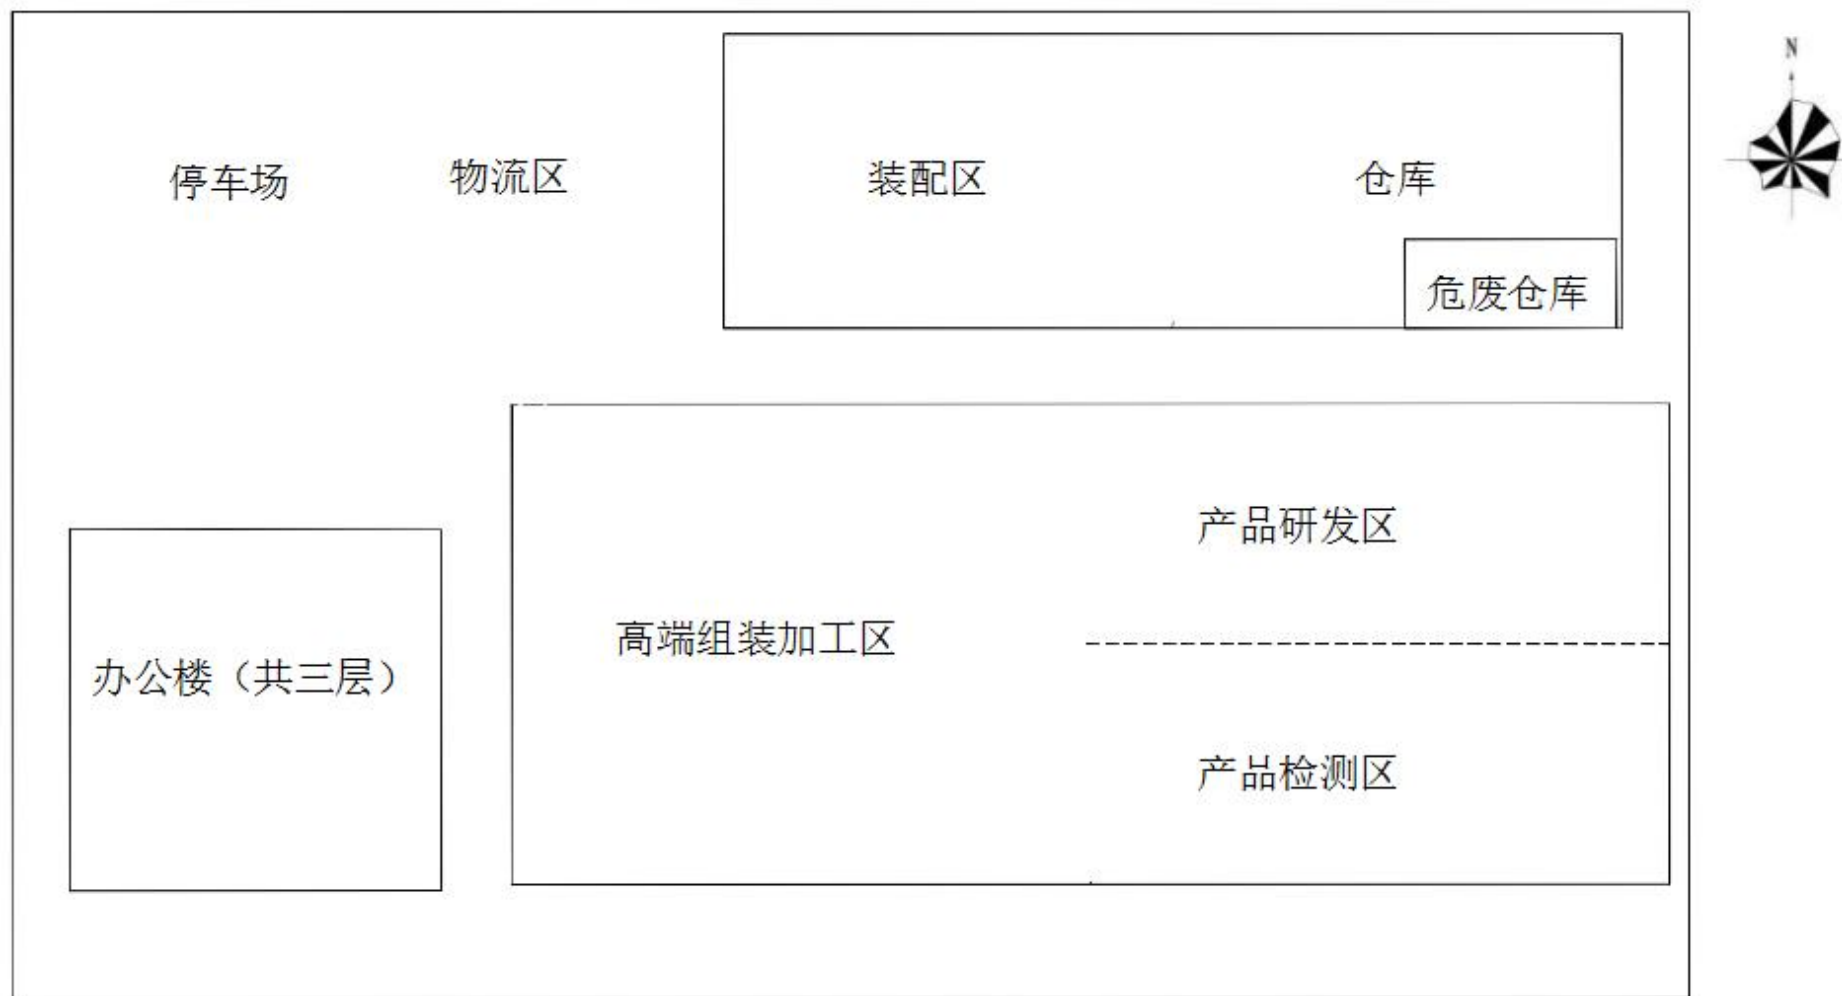 N
停车场
物流区
装配区
仓库
危废仓库
产品研发区
高端组装加工区
办公楼（共三层）
产品检测区